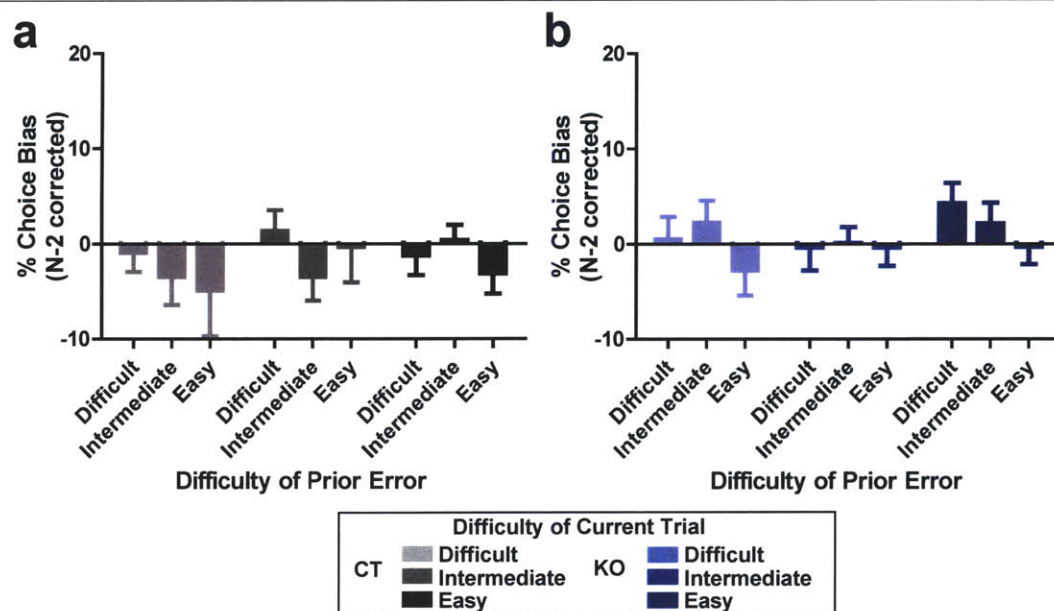 a
20
10
0
-10
% Choice Bias
(N-2 corrected)
Difficult
Intermediate
Easy
Difficult
Intermediate
Easy
Difficult
Intermediate
Easy
Difficulty of Prior Error
b
20
10
0
-10
% Choice Bias
(N-2 corrected)
Difficult
Intermediate
Easy
Difficult
Intermediate
Easy
Difficult
Intermediate
Easy
Difficulty of Prior Error
Difficulty of Current Trial
CT
Difficult
Intermediate
Easy
KO
Difficult
Intermediate
Easy